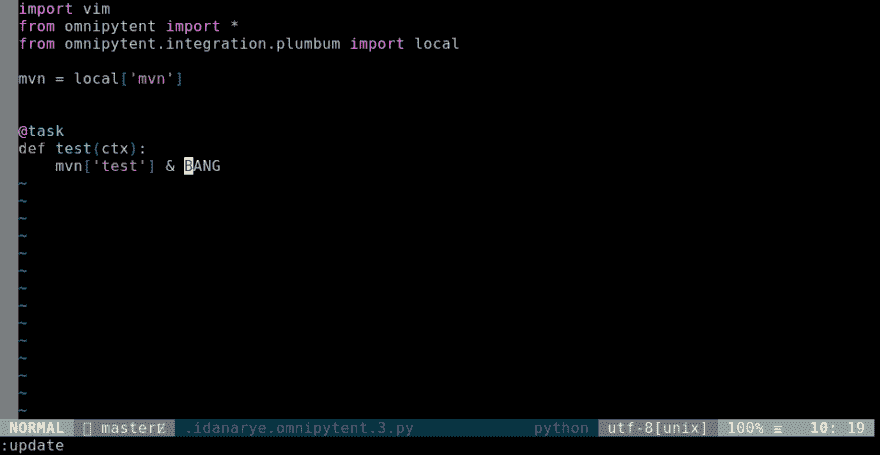 import vim
from omnipytent import *
from omnipytent.integration.plumbum import local
mvn = local['mvn']
@task
def test(ctx):
    mvn['test'] & BANG
~
~
~
~
~
~
~
~
~
~
~
~
~
~
NORMAL master .idanarye.omnipytent.3.py python utf-8[unix] 100% ≡ 10: 19
:update